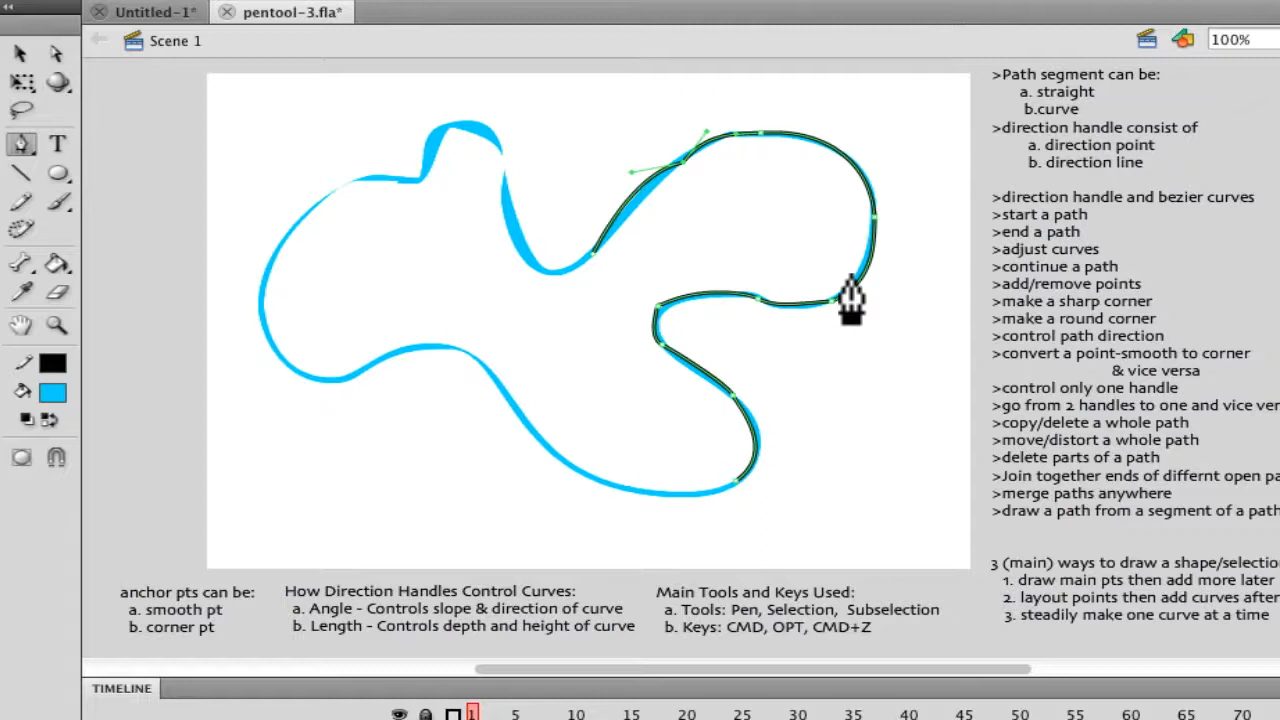 Untitled-1*
pentool-3.fla*
Scene 1
100%
T
>Path segment can be:
a. straight
b.curve
>direction handle consist of
a. direction point
b. direction line
>direction handle and bezier curves
>start a path
>end a path
>adjust curves
>continue a path
>add/remove points
>make a sharp corner
>make a round corner
>control path direction
>convert a point-smooth to corner
& vice versa
>control only one handle
>go from 2 handles to one and vice ver
>copy/delete a whole path
>move/distort a whole path
>delete parts of a path
>Join together ends of differnt open pa
>merge paths anywhere
>draw a path from a segment of a path
3 (main) ways to draw a shape/selectio
1. draw main pts then add more later
2. layout points then add curves after
3. steadily make one curve at a time
anchor pts can be:
a. smooth pt
b. corner pt
How Direction Handles Control Curves:
a. Angle - Controls slope & direction of curve
b. Length - Controls depth and height of curve
Main Tools and Keys Used:
a. Tools: Pen, Selection, Subselection
b. Keys: CMD, OPT, CMD+Z
TIMELINE
1 5 10 15 20 25 30 35 40 45 50 55 60 65 70